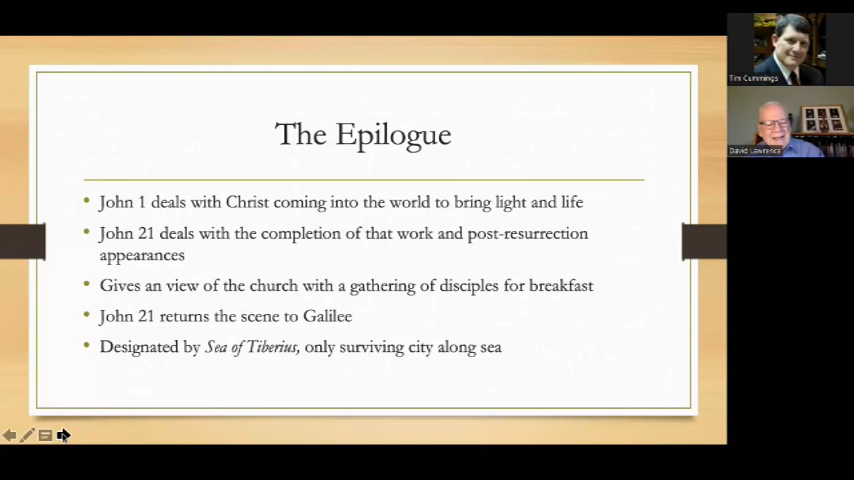 The Epilogue
• John 1 deals with Christ coming into the world to bring light and life
• John 21 deals with the completion of that work and post-resurrection
appearances
• Gives an view of the church with a gathering of disciples for breakfast
• John 21 returns the scene to Galilee
• Designated by Sea of Tiberius, only surviving city along sea
Tim Cummings
David Lawrence